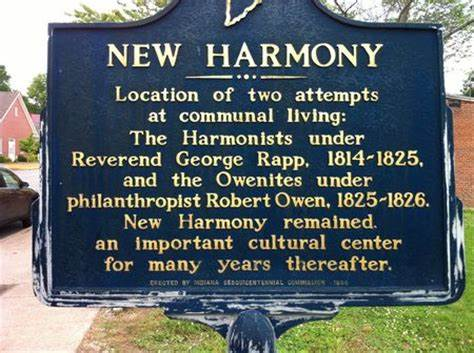 NEW HARMONY
Location of two attempts
at communal living:
The Harmonists under
Reverend George Rapp, 1814-1825,
and the Owenites under
philanthropist Robert Owen, 1825-1826.
New Harmony remained
an important cultural center
for many years thereafter.
ERECTED BY INDIANA SESQUICENTENNIAL COMMISSION 1966